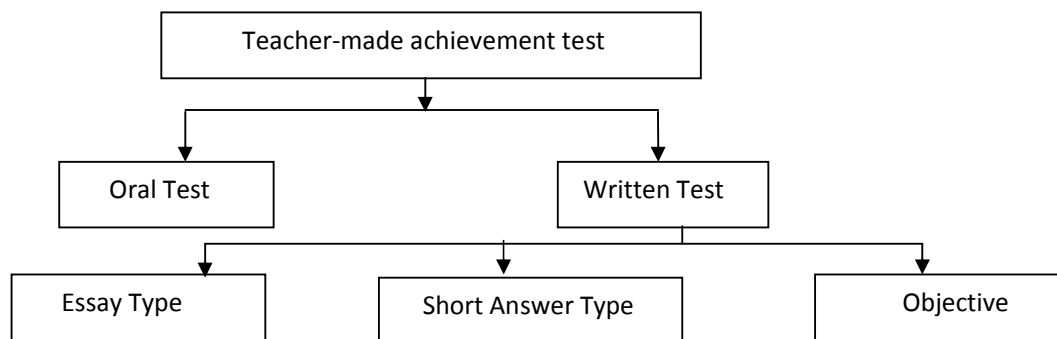 Teacher-made achievement test
Oral Test
Written Test
Essay Type
Short Answer Type
Objective